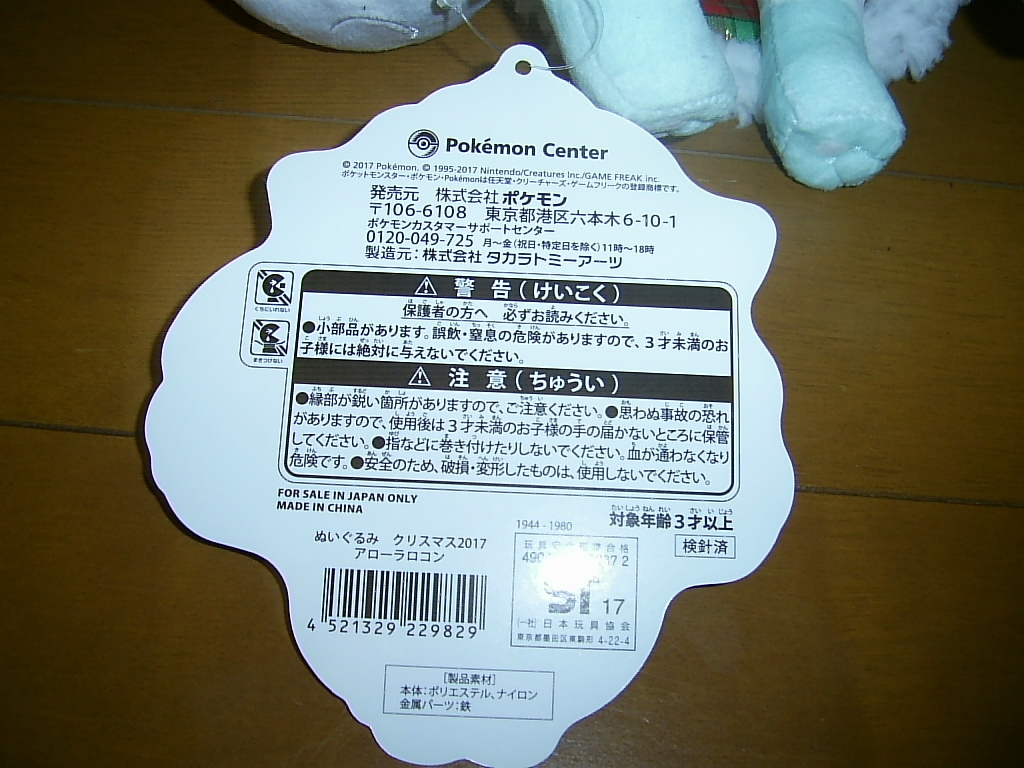 Pokémon Center
© 2017 Pokémon. © 1995-2017 Nintendo/Creatures Inc./GAME FREAK inc.
ポケットモンスター・ポケモン・Pokémonは任天堂・クリーチャーズ・ゲームフリークの登録商標です。
発売元 株式会社 ポケモン
〒106-6108 東京都港区六本木6-10-1
ポケモンカスタマーサポートセンター
0120-049-725 月～金(祝日・特定日を除く)11時～18時
製造元:株式会社 タカラトミーアーツ
くちにいれない
まきつけない
警告(けいこく)
保護者の方へ 必ずお読みください。
●小部品があります。誤飲・窒息の危険がありますので、3才未満のお
子様には絶対に与えないでください。
注意(ちゅうい)
●縁部が鋭い箇所がありますので、ご注意ください。●思わぬ事故の恐れ
がありますので、使用後は3才未満のお子様の手の届かないところに保管
してください。●指などに巻き付けたりしないでください。血が通わなくなり
危険です。●安全のため、破損・変形したものは、使用しないでください。
FOR SALE IN JAPAN ONLY
MADE IN CHINA
対象年齢3才以上
検針済
ぬいぐるみ クリスマス2017
アローラロコン
4 521329 229829
1944 - 1980
玩具 合格
ST 17
(一社)日本玩具協会
東京都墨田区東駒形 4-22-4
[製品素材]
本体:ポリエステル、ナイロン
金属パーツ:鉄